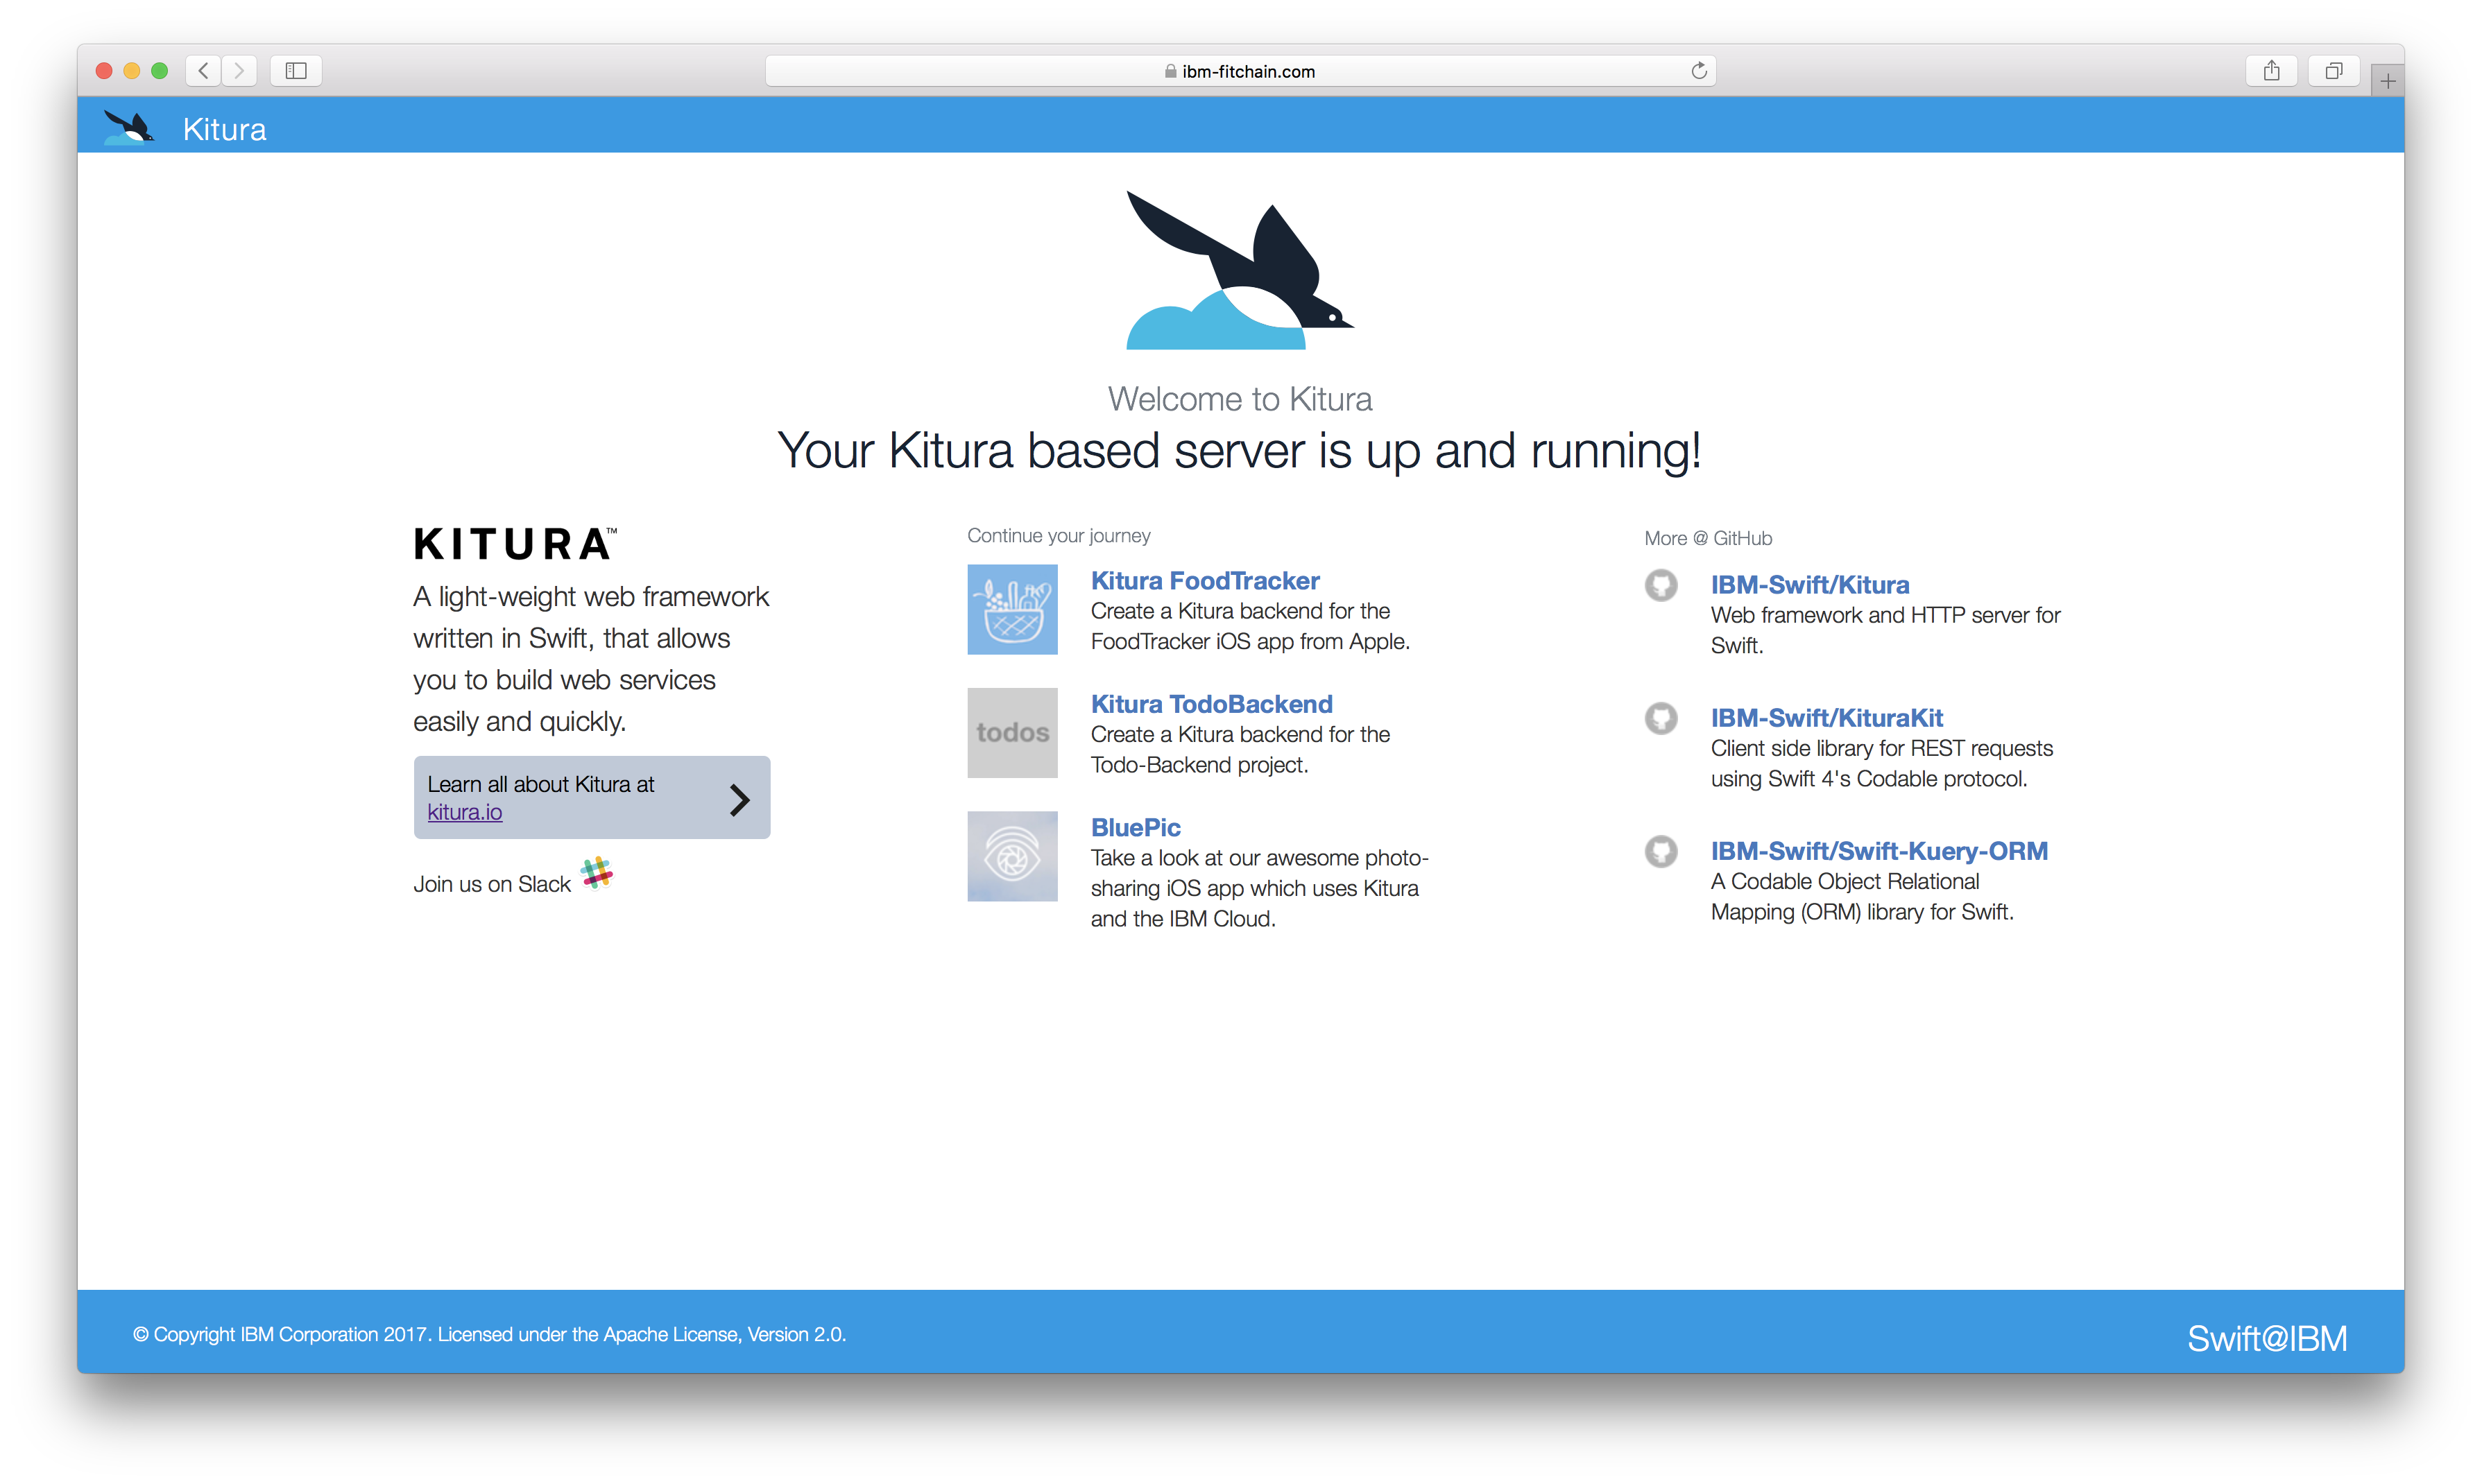 ibm-fitchain.com
Kitura
Welcome to Kitura
Your Kitura based server is up and running!
KITURA™
A light-weight web framework
written in Swift, that allows
you to build web services
easily and quickly.
Learn all about Kitura at
kitura.io
Join us on Slack
Continue your journey
Kitura FoodTracker
Create a Kitura backend for the
FoodTracker iOS app from Apple.
todos
Kitura TodoBackend
Create a Kitura backend for the
Todo-Backend project.
BluePic
Take a look at our awesome photo-
sharing iOS app which uses Kitura
and the IBM Cloud.
More @ GitHub
IBM-Swift/Kitura
Web framework and HTTP server for
Swift.
IBM-Swift/KituraKit
Client side library for REST requests
using Swift 4's Codable protocol.
IBM-Swift/Swift-Kuery-ORM
A Codable Object Relational
Mapping (ORM) library for Swift.
© Copyright IBM Corporation 2017. Licensed under the Apache License, Version 2.0.
Swift@IBM